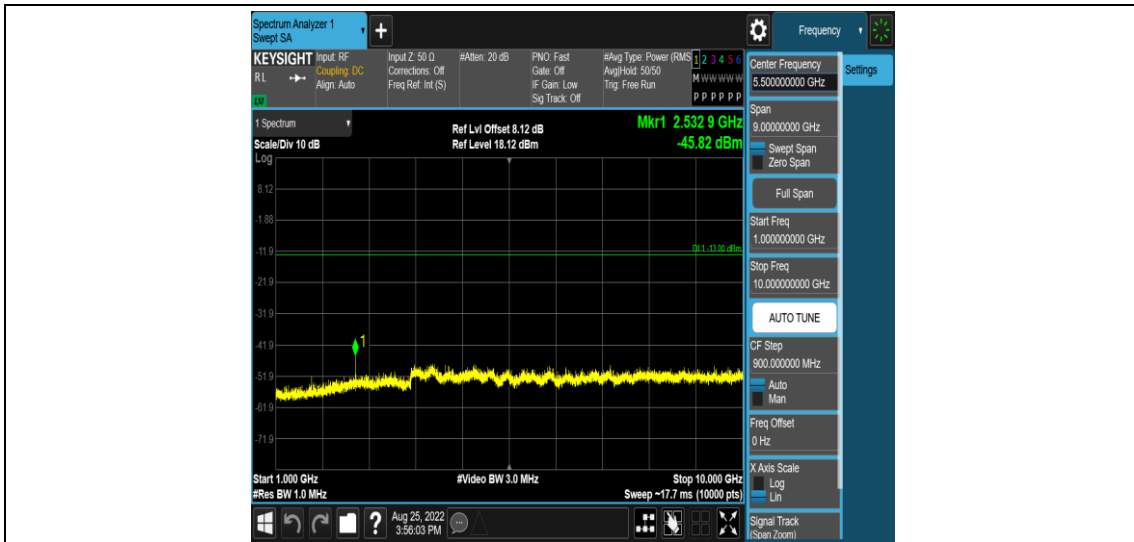 Spectrum Analyzer 1
Swept SA
+
Frequency
KEYSIGHT
RL
LXI
Input: RF
Coupling: DC
Align: Auto
Input Z: 50 Ω
Corrections: Off
Freq Ref: Int (S)
#Atten: 20 dB
PNO: Fast
Gate: Off
IF Gain: Low
Sig Track: Off
#Avg Type: Power (RMS
Avg|Hold: 50/50
Trig: Free Run
1 2 3 4 5 6
M W W W W W
P P P P P P
1 Spectrum
Scale/Div 10 dB
Log
Ref Lvl Offset 8.12 dB
Ref Level 18.12 dBm
Mkr1 2.532 9 GHz
-45.82 dBm
8.12
-1.88
-11.9
DL1 -13.00 dBm
-21.9
-31.9
-41.9
1
-51.9
-61.9
-71.9
Start 1.000 GHz
#Res BW 1.0 MHz
#Video BW 3.0 MHz
Stop 10.000 GHz
Sweep ~17.7 ms (10000 pts)
Center Frequency
5.500000000 GHz
Settings
Span
9.00000000 GHz
Swept Span
Zero Span
Full Span
Start Freq
1.000000000 GHz
Stop Freq
10.000000000 GHz
AUTO TUNE
CF Step
900.000000 MHz
Auto
Man
Freq Offset
0 Hz
X Axis Scale
Log
Lin
Signal Track
(Span Zoom)
?
Aug 25, 2022
3:56:03 PM